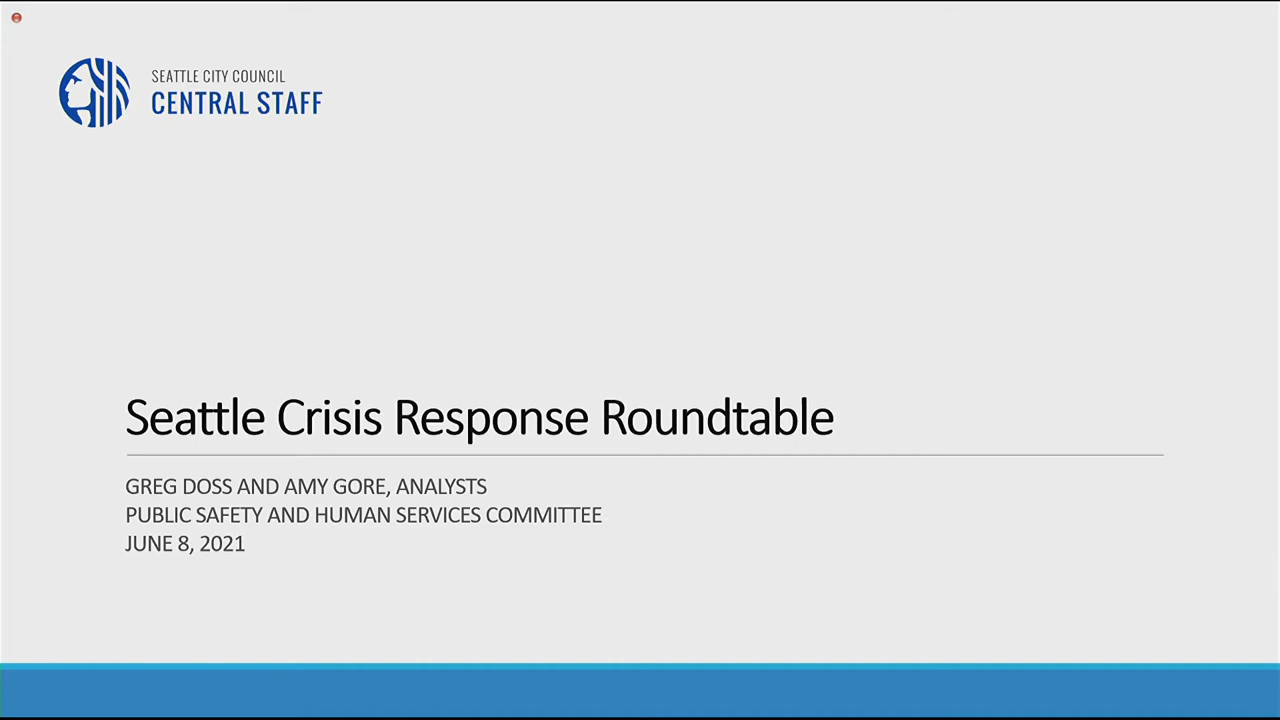 SEATTLE CITY COUNCIL
CENTRAL STAFF
Seattle Crisis Response Roundtable
GREG DOSS AND AMY GORE, ANALYSTS
PUBLIC SAFETY AND HUMAN SERVICES COMMITTEE
JUNE 8, 2021